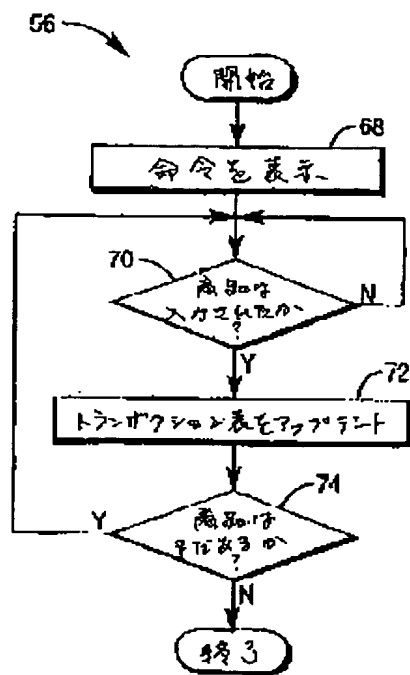 56
開始
68
命令を表示
70
商品は
入力されたか
?
N
Y
72
トランザクション表をアップデート
74
商品は
まだあるか
?
Y
N
終了